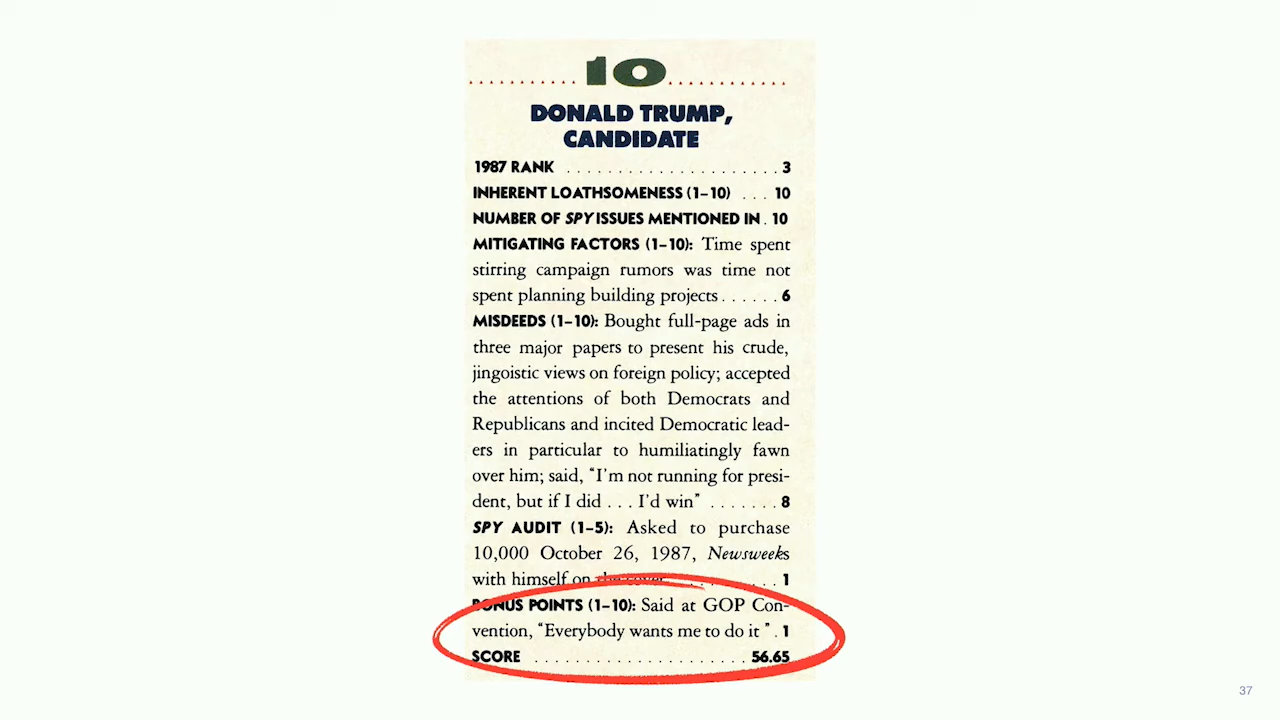 10
DONALD TRUMP,
CANDIDATE
1987 RANK . . . . . . . . . . . . . . . . . . . . . 3
INHERENT LOATHSOMENESS (1–10) . . . 10
NUMBER OF SPY ISSUES MENTIONED IN . 10
MITIGATING FACTORS (1–10): Time spent
stirring campaign rumors was time not
spent planning building projects . . . . . . 6
MISDEEDS (1–10): Bought full-page ads in
three major papers to present his crude,
jingoistic views on foreign policy; accepted
the attentions of both Democrats and
Republicans and incited Democratic lead-
ers in particular to humiliatingly fawn
over him; said, “I’m not running for presi-
dent, but if I did . . . I’d win” . . . . . . . 8
SPY AUDIT (1–5): Asked to purchase
10,000 October 26, 1987, Newsweeks
with himself on the cover . . . . . . . . . . 1
BONUS POINTS (1–10): Said at GOP Con-
vention, “Everybody wants me to do it ” . 1
SCORE . . . . . . . . . . . . . . . . . . . . . 56.65
37